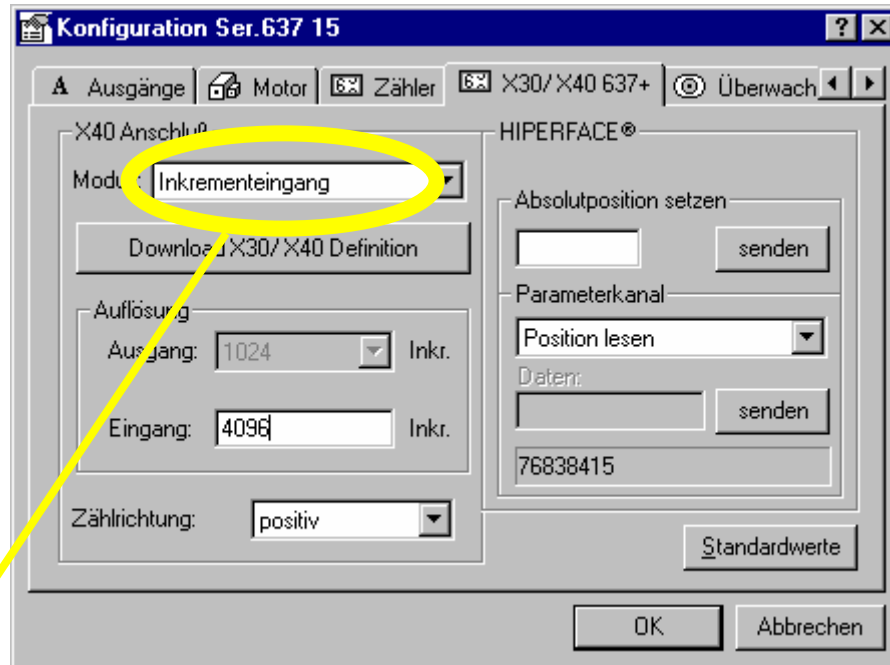 Konfiguration Ser.637 15
A Ausgänge Motor Zähler X30/X40 637+ Überwach
X40 Anschluß
Modus: Inkrementeingang
Download X30/X40 Definition
Auflösung
Ausgang: 1024 Inkr.
Eingang: 4096 Inkr.
Zählrichtung: positiv
HIPERFACE®
Absolutposition setzen
senden
Parameterkanal
Position lesen
Daten:
senden
76838415
Standardwerte
OK Abbrechen